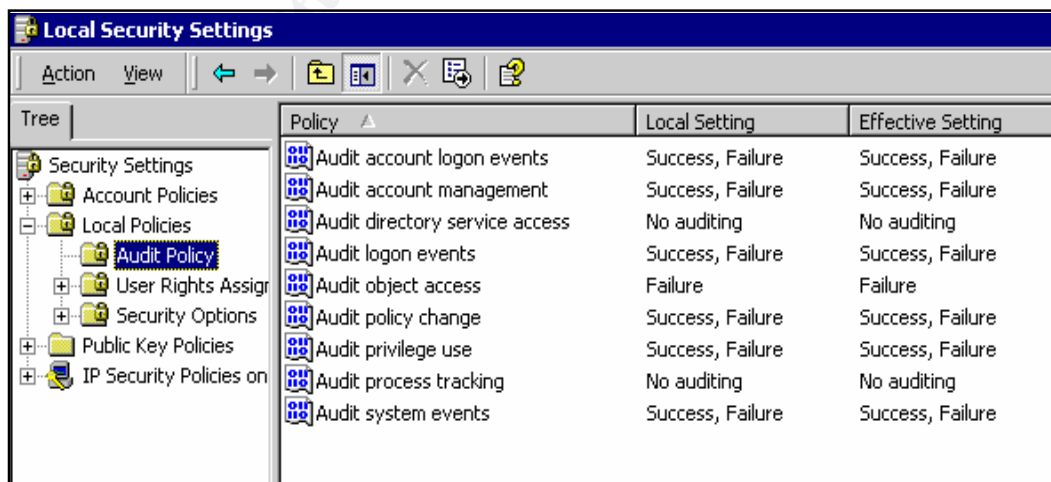 Local Security Settings
Action View
Tree
Security Settings
Account Policies
Local Policies
Audit Policy
User Rights Assigr
Security Options
Public Key Policies
IP Security Policies on
Policy Local Setting Effective Setting
Audit account logon events Success, Failure Success, Failure
Audit account management Success, Failure Success, Failure
Audit directory service access No auditing No auditing
Audit logon events Success, Failure Success, Failure
Audit object access Failure Failure
Audit policy change Success, Failure Success, Failure
Audit privilege use Success, Failure Success, Failure
Audit process tracking No auditing No auditing
Audit system events Success, Failure Success, Failure